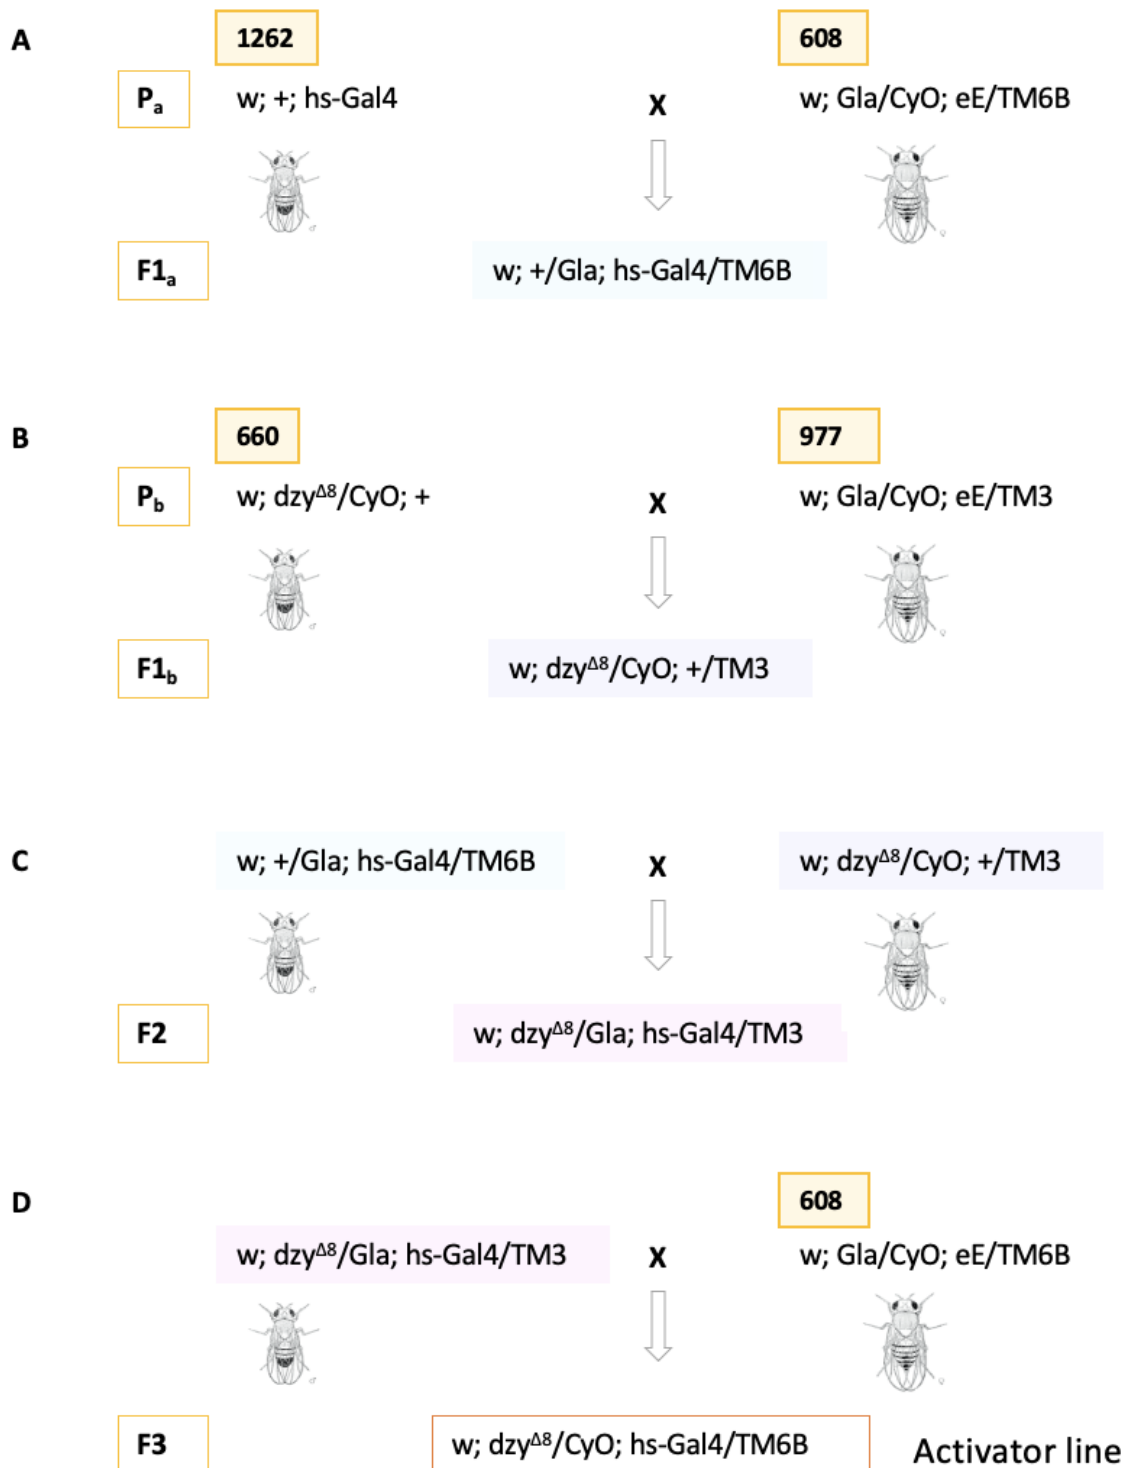 A
1262
608
Pa
w; +; hs-Gal4
X
w; Gla/CyO; eE/TM6B
♂
♀
F1a
w; +/Gla; hs-Gal4/TM6B
B
660
977
Pb
w; dzyΔ8/CyO; +
X
w; Gla/CyO; eE/TM3
♂
♀
F1b
w; dzyΔ8/CyO; +/TM3
C
w; +/Gla; hs-Gal4/TM6B
X
w; dzyΔ8/CyO; +/TM3
♂
♀
F2
w; dzyΔ8/Gla; hs-Gal4/TM3
D
608
w; dzyΔ8/Gla; hs-Gal4/TM3
X
w; Gla/CyO; eE/TM6B
♂
♀
F3
w; dzyΔ8/CyO; hs-Gal4/TM6B
Activator line